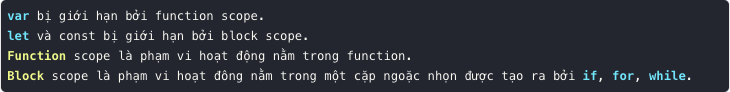 var bị giới hạn bởi function scope.
let và const bị giới hạn bởi block scope.
Function scope là phạm vi hoạt động nằm trong function.
Block scope là phạm vi hoạt đông nằm trong một cặp ngoặc nhọn được tạo ra bởi if, for, while.